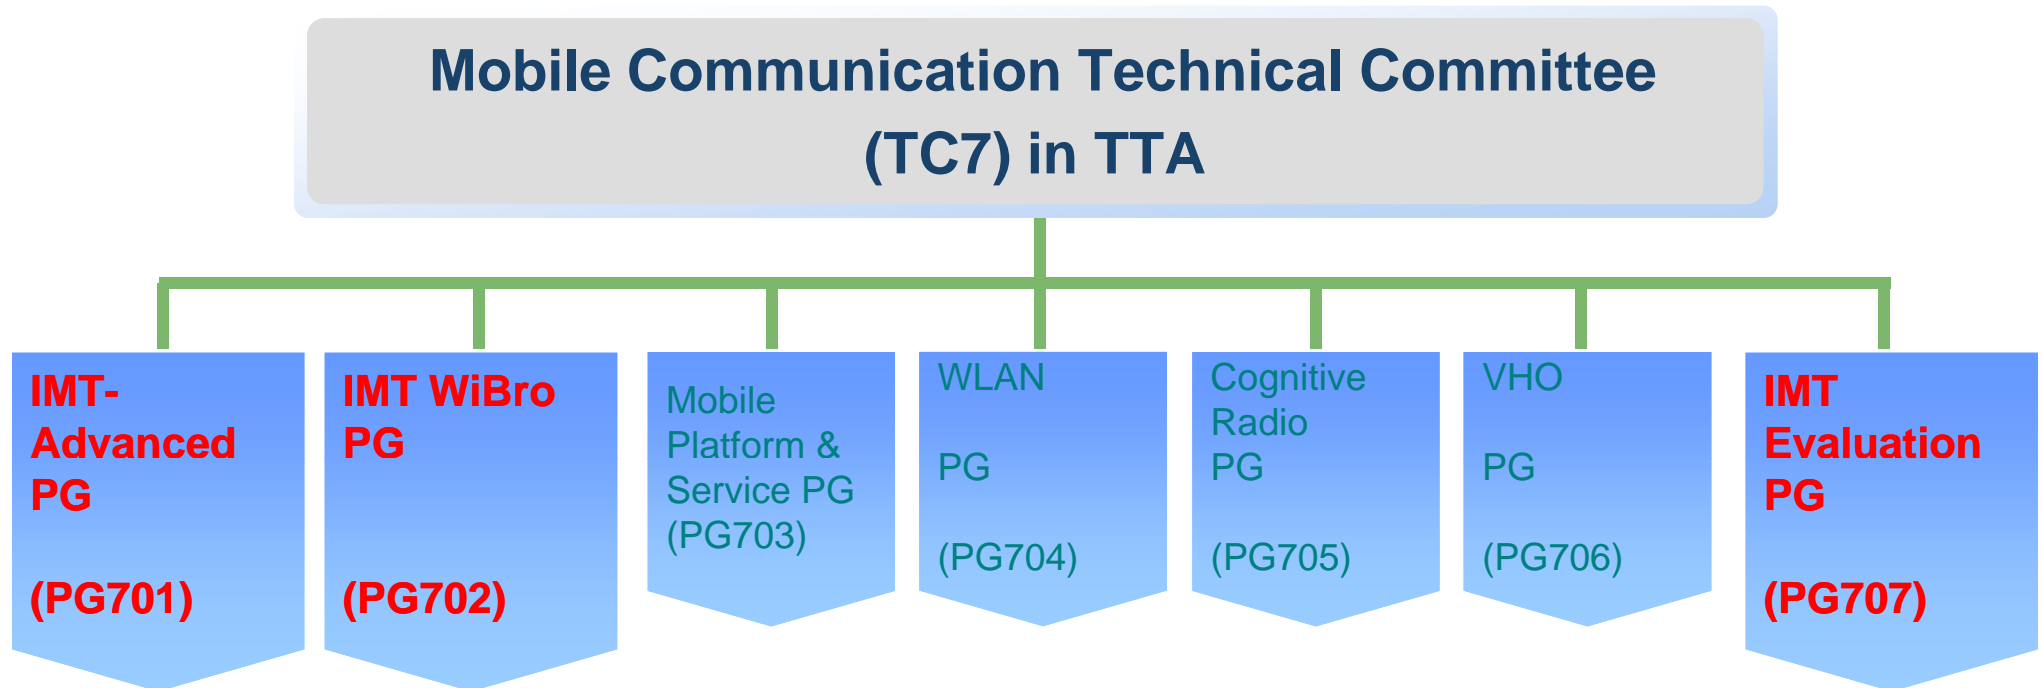 Mobile Communication Technical Committee
(TC7) in TTA
IMT-
Advanced
PG
(PG701)
IMT WiBro
PG
(PG702)
Mobile
Platform &
Service PG
(PG703)
WLAN
PG
(PG704)
Cognitive
Radio
PG
(PG705)
VHO
PG
(PG706)
IMT
Evaluation
PG
(PG707)